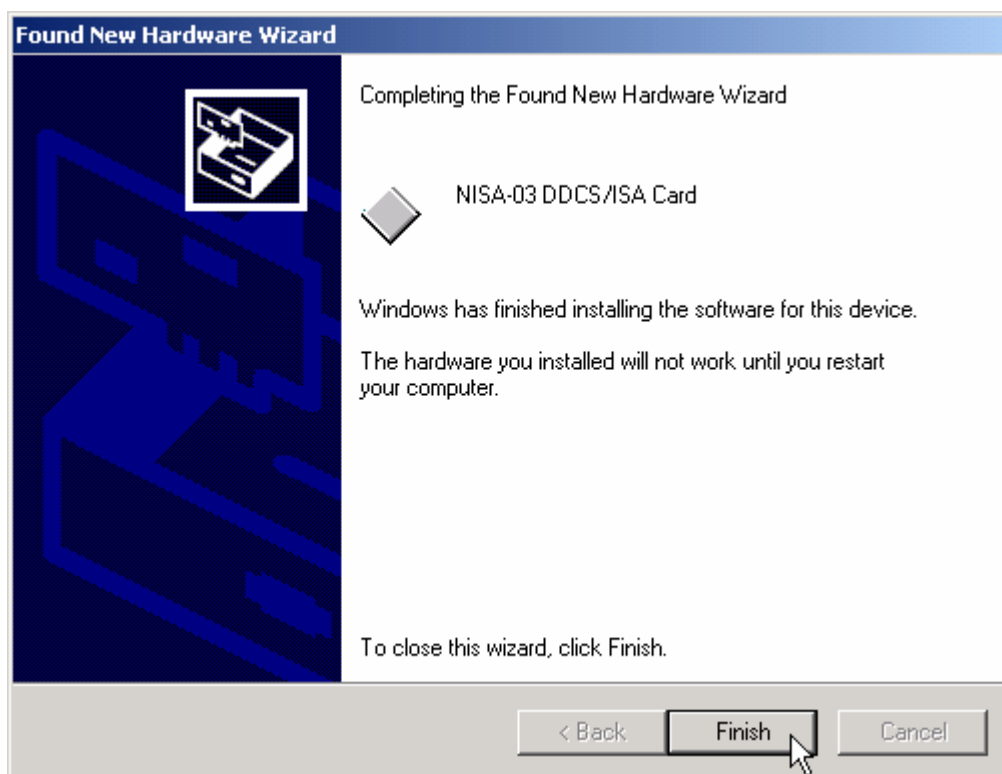 Found New Hardware Wizard
Completing the Found New Hardware Wizard
NISA-03 DDCS/ISA Card
Windows has finished installing the software for this device.
The hardware you installed will not work until you restart
your computer.
To close this wizard, click Finish.
< Back
Finish
Cancel